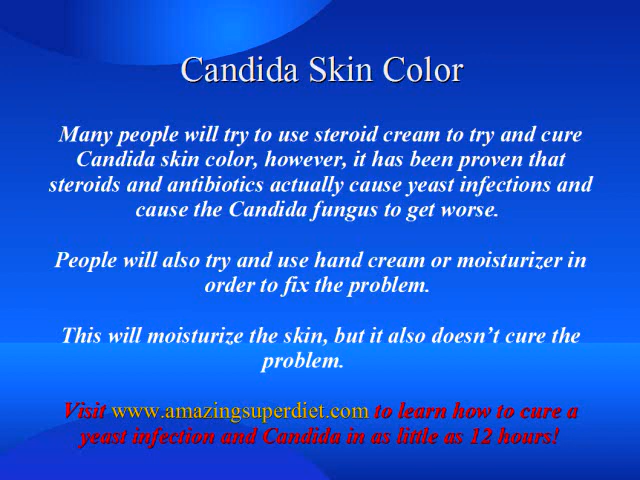 Candida Skin Color
Many people will try to use steroid cream to try and cure
Candida skin color, however, it has been proven that
steroids and antibiotics actually cause yeast infections and
cause the Candida fungus to get worse.
People will also try and use hand cream or moisturizer in
order to fix the problem.
This will moisturize the skin, but it also doesn't cure the
problem.
Visit www.amazingsuperdiet.com to learn how to cure a
yeast infection and Candida in as little as 12 hours!